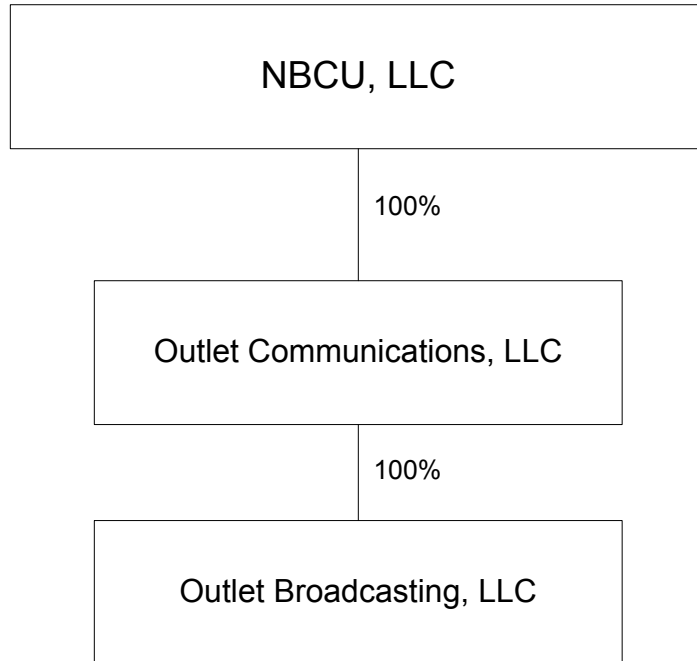 NBCU, LLC
100%
Outlet Communications, LLC
100%
Outlet Broadcasting, LLC